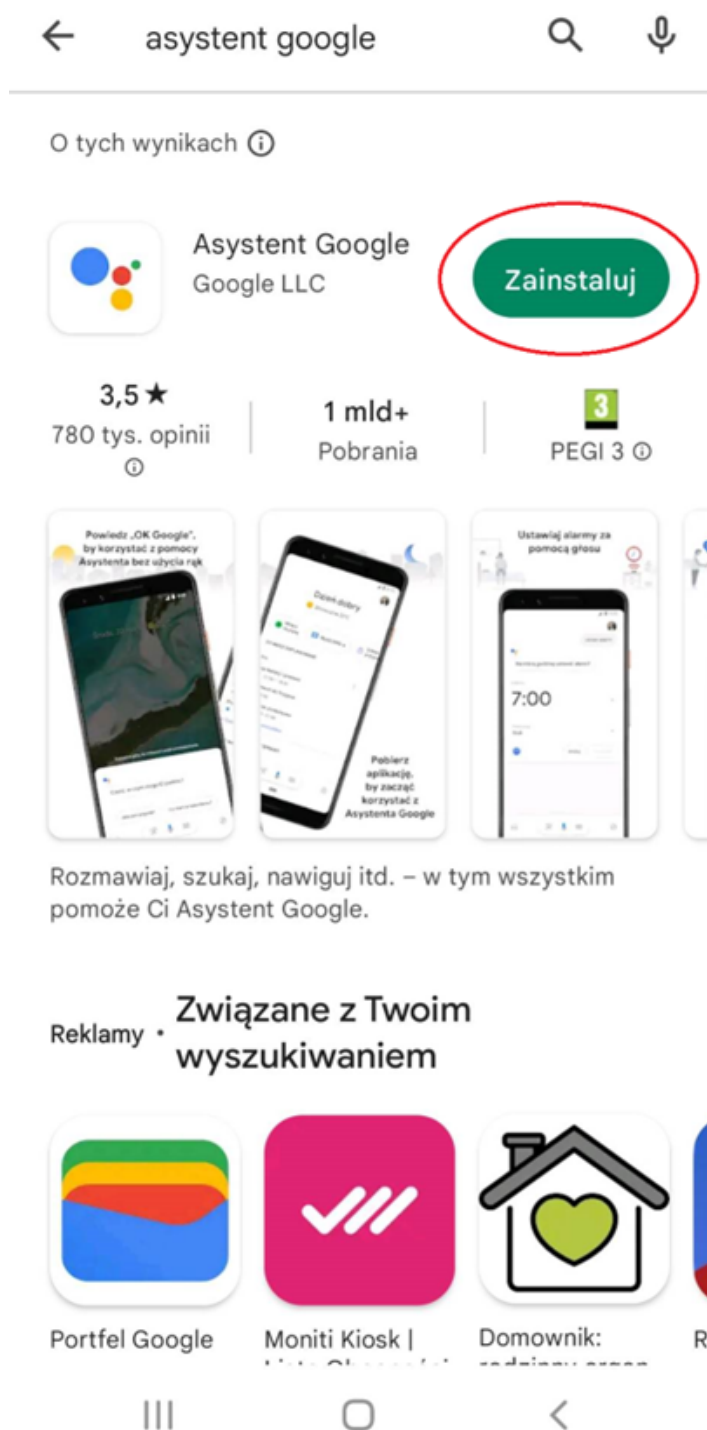 asystent google
O tych wynikach
Asystent Google
Google LLC
Zainstaluj
3,5 ★
780 tys. opinii
1 mld+
Pobrania
3
PEGI 3
Powiedz „OK Google”,
by korzystać z pomocy
Asystenta bez użycia rąk
Dzień dobry
Pobierz
aplikację,
by zacząć
korzystać z
Asystenta Google
Ustawiaj alarmy za
pomocą głosu
7:00
Rozmawiaj, szukaj, nawiguj itd. – w tym wszystkim
pomoże Ci Asystent Google.
Reklamy •
Związane z Twoim
wyszukiwaniem
Portfel Google
Moniti Kiosk |
Domownik:
R